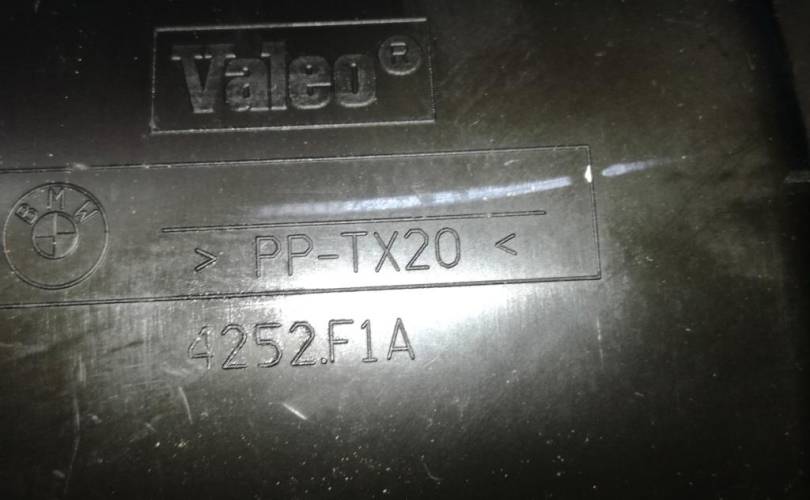 Valeo®
BMW
> PP-TX20 <
4252.F1A